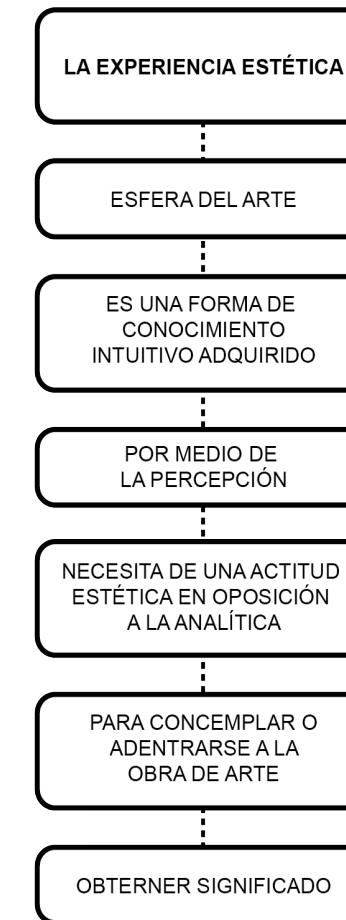 LA EXPERIENCIA ESTÉTICA
ESFERA DEL ARTE
ES UNA FORMA DE
CONOCIMIENTO
INTUITIVO ADQUIRIDO
POR MEDIO DE
LA PERCEPCIÓN
NECESITA DE UNA ACTITUD
ESTÉTICA EN OPOSICIÓN
A LA ANALÍTICA
PARA CONCEMPLAR O
ADENTRARSE A LA
OBRA DE ARTE
OBTERNER SIGNIFICADO